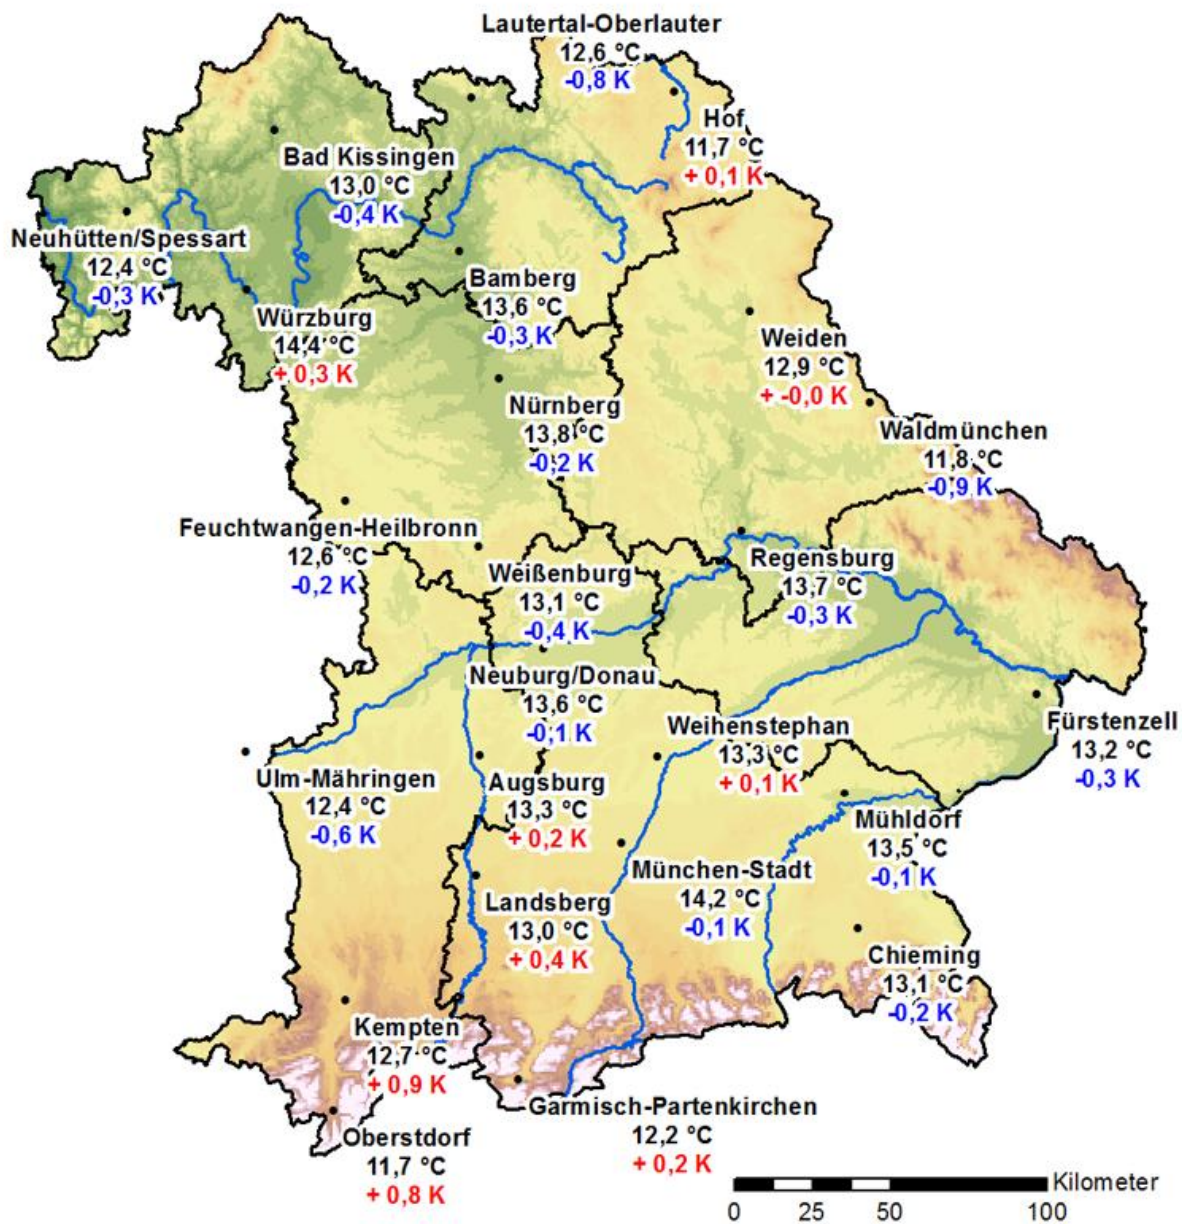 Lautertal-Oberlauter
12,6 °C
-0,8 K
Hof
11,7 °C
+ 0,1 K
Bad Kissingen
13,0 °C
-0,4 K
Neuhütten/Spessart
12,4 °C
-0,3 K
Bamberg
13,6 °C
-0,3 K
Würzburg
14,4 °C
+ 0,3 K
Weiden
12,9 °C
+ -0,0 K
Nürnberg
13,8 °C
-0,2 K
Waldmünchen
11,8 °C
-0,9 K
Feuchtwangen-Heilbronn
12,6 °C
-0,2 K
Weißenburg
13,1 °C
-0,4 K
Regensburg
13,7 °C
-0,3 K
Neuburg/Donau
13,6 °C
-0,1 K
Weihenstephan
13,3 °C
+ 0,1 K
Fürstenzell
13,2 °C
-0,3 K
Ulm-Mähringen
12,4 °C
-0,6 K
Augsburg
13,3 °C
+ 0,2 K
Mühldorf
13,5 °C
-0,1 K
München-Stadt
14,2 °C
-0,1 K
Landsberg
13,0 °C
+ 0,4 K
Chieming
13,1 °C
-0,2 K
Kempten
12,7 °C
+ 0,9 K
Garmisch-Partenkirchen
12,2 °C
+ 0,2 K
Oberstdorf
11,7 °C
+ 0,8 K
Kilometer
0 25 50 100